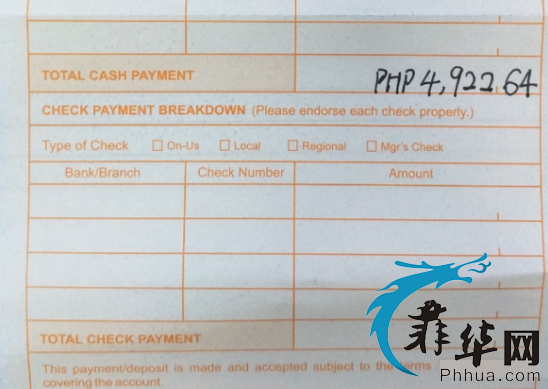 TOTAL CASH PAYMENT PHP 4,922.64
CHECK PAYMENT BREAKDOWN (Please endorse each check properly.)
Type of Check □ On-Us □ Local □ Regional □ Mgr's Check
Bank/Branch Check Number Amount
TOTAL CHECK PAYMENT
This payment/deposit is made and accepted subject to the terms
covering the account.
菲华网
Phhua.com